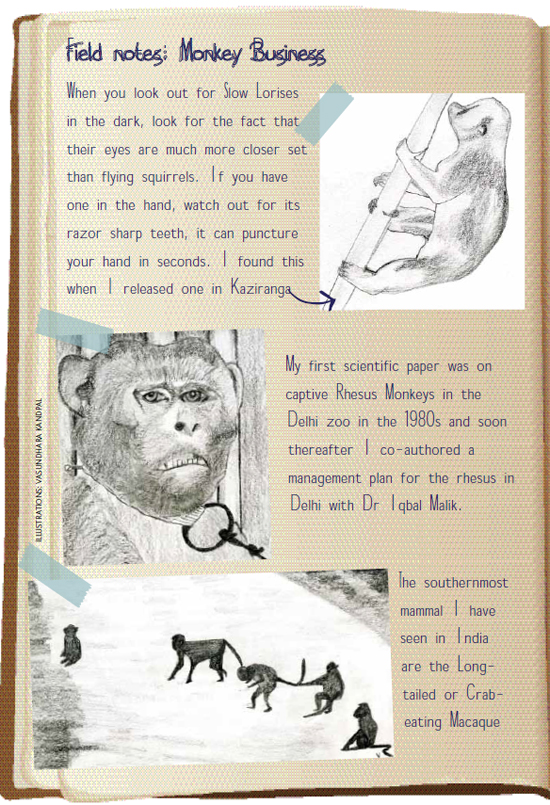 Field notes: Monkey Business
When you look out for Slow Lorises
in the dark, look for the fact that
their eyes are much more closer set
than flying squirrels. If you have
one in the hand, watch out for its
razor sharp teeth, it can puncture
your hand in seconds. I found this
when I released one in Kaziranga
My first scientific paper was on
captive Rhesus Monkeys in the
Delhi zoo in the 1980s and soon
thereafter I co-authored a
management plan for the rhesus in
Delhi with Dr Iqbal Malik.
ILLUSTRATIONS: VASUNDHARA KANDPAL
The southernmost
mammal I have
seen in India
are the Long-
tailed or Crab-
eating Macaque